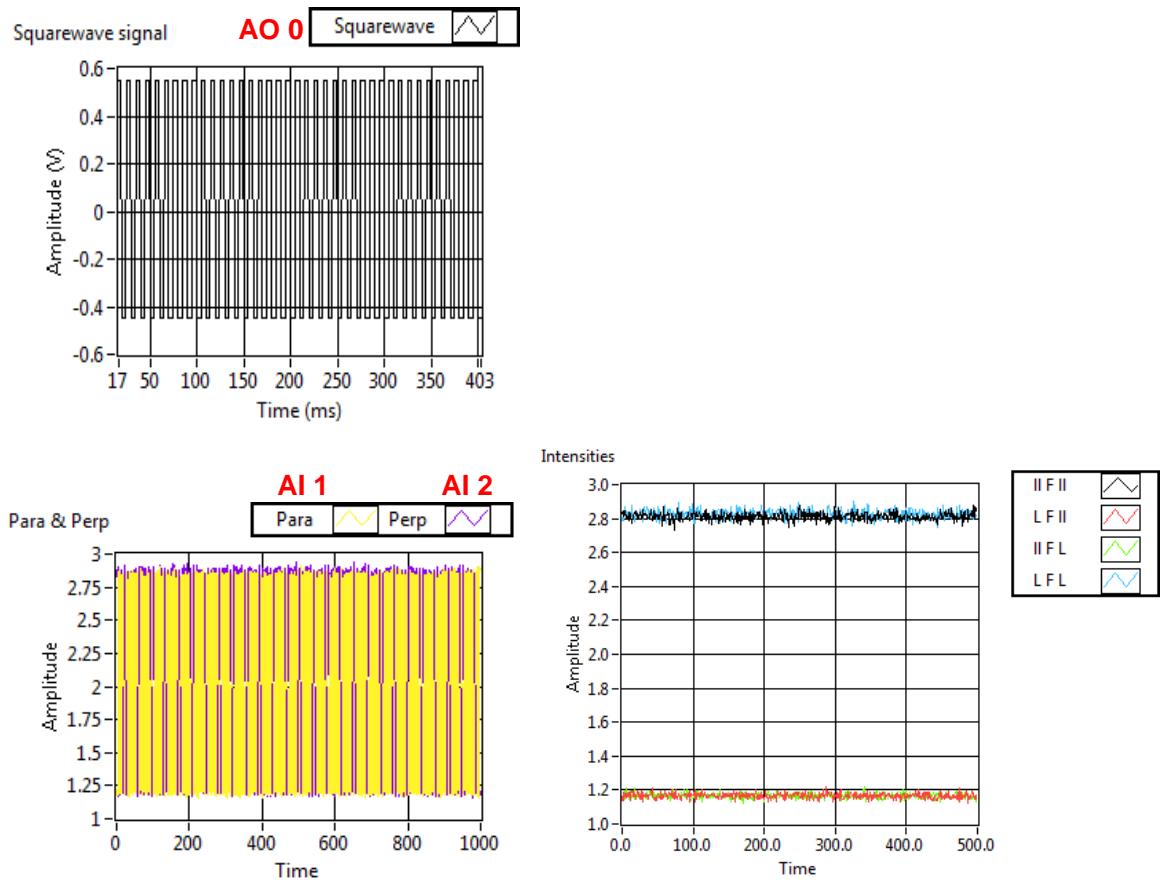 Squarewave signal
AO 0
Squarewave
0.6
0.4
0.2
0
-0.2
-0.4
-0.6
Amplitude (V)
17 50 100 150 200 250 300 350 403
Time (ms)
Para & Perp
AI 1 AI 2
Para Perp
3
2.75
2.5
2.25
2
1.75
1.5
1.25
1
Amplitude
0 200 400 600 800 1000
Time
Intensities
II F II
L F II
II F L
L F L
3.0
2.8
2.6
2.4
2.2
2.0
1.8
1.6
1.4
1.2
1.0
Amplitude
0.0 100.0 200.0 300.0 400.0 500.0
Time